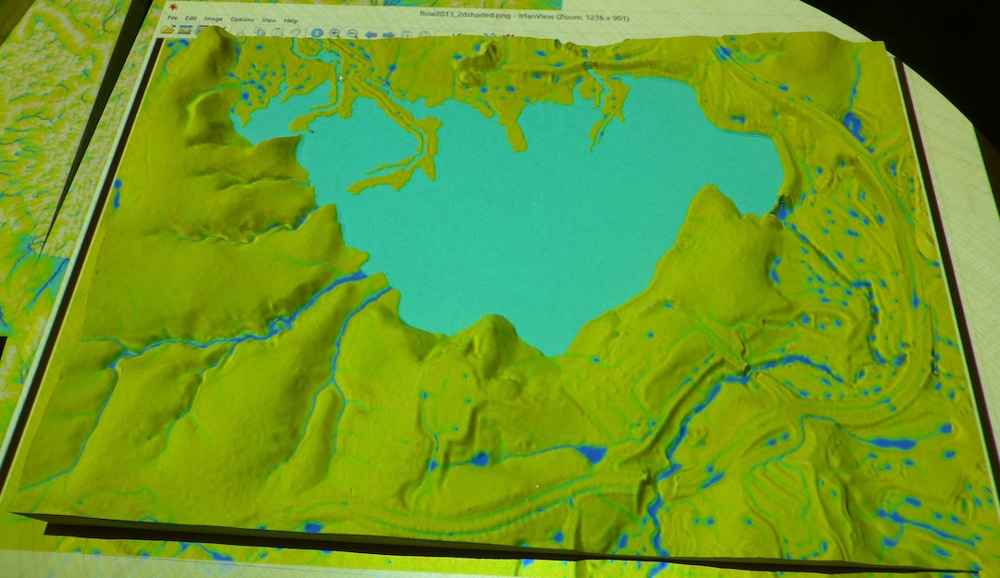 flow2013_2dshaded.png - IrfanView (Zoom: 1236 x 901)
File Edit Image Options View Help